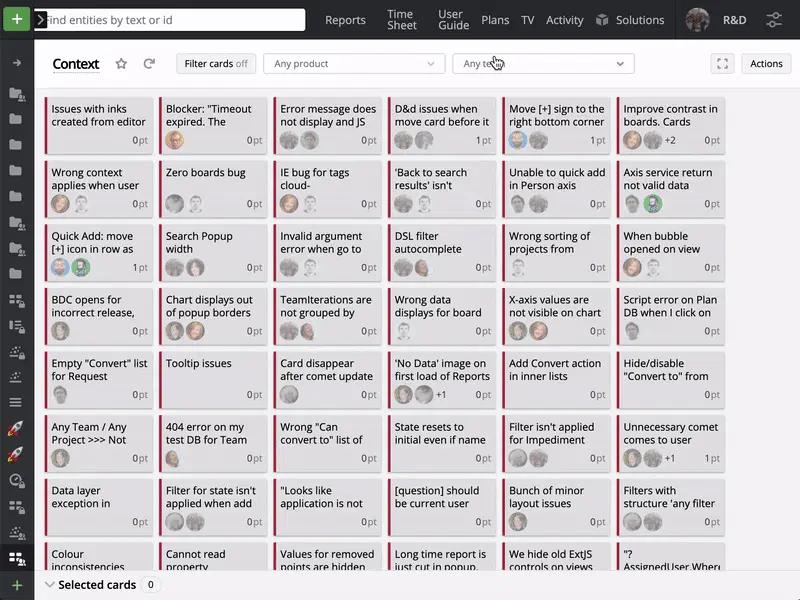 Find entities by text or id
Reports
Time Sheet
User Guide
Plans
TV
Activity
Solutions
R&D
Context
Filter cards off
Any product
Any
Actions
Issues with inks created from editor
0pt
Blocker: "Timeout expired. The
0pt
Error message does not display and JS
0pt
D&d issues when move card before it
1pt
Move [+] sign to the right bottom corner
1pt
Improve contrast in boards. Cards
+2
0pt
Wrong context applies when user
0pt
Zero boards bug
0pt
IE bug for tags cloud-
0pt
'Back to search results' isn't
0pt
Unable to quick add in Person axis
0pt
Axis service return not valid data
0pt
Quick Add: move [+] icon in row as
1pt
Search Popup width
0pt
Invalid argument error when go to
0pt
DSL filter autocomplete
0pt
Wrong sorting of projects from
0pt
When bubble opened on view
0pt
BDC opens for incorrect release,
0pt
Chart displays out of popup borders
0pt
TeamIterations are not grouped by
0pt
Wrong data displays for board
0pt
X-axis values are not visible on chart
0pt
Script error on Plan DB when I click on
0pt
Empty "Convert" list for Request
0pt
Tooltip issues
0pt
Card disappear after comet update
0pt
'No Data' image on first load of Reports
+1
0pt
Add Convert action in inner lists
0pt
Hide/disable "Convert to" from
0pt
Any Team / Any Project >>> Not
0pt
404 error on my test DB for Team
0pt
Wrong "Can convert to" list of
0pt
State resets to initial even if name
0pt
Filter isn't applied for Impediment
0pt
Unnecessary comet comes to user
+1
1pt
Data layer exception in
0pt
Filter for state isn't applied when add
0pt
"Looks like application is not
0pt
[question] should be current user
0pt
Bunch of minor layout issues
0pt
Filters with structure 'any filter
0pt
Colour inconsistencies
Cannot read property
Values for removed points are hidden
Long time report is just cut in popup.
We hide old ExtJS controls on views
"? AssignedUser.Where
Selected cards
0